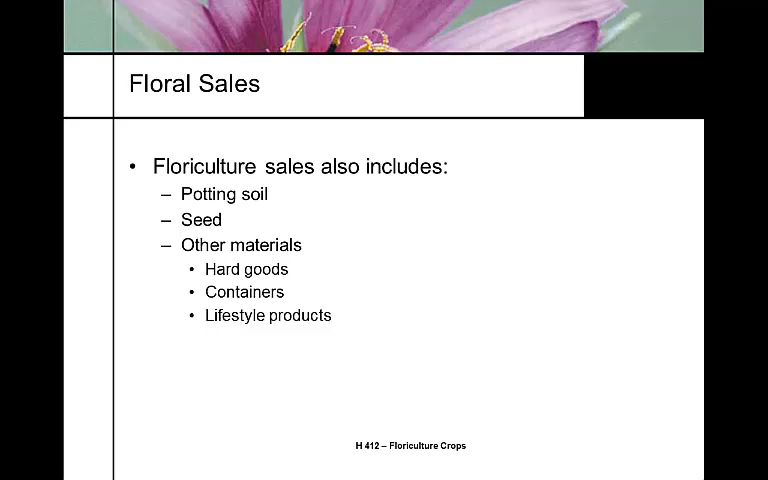 Floral Sales
• Floriculture sales also includes:
– Potting soil
– Seed
– Other materials
• Hard goods
• Containers
• Lifestyle products
H 412 – Floriculture Crops